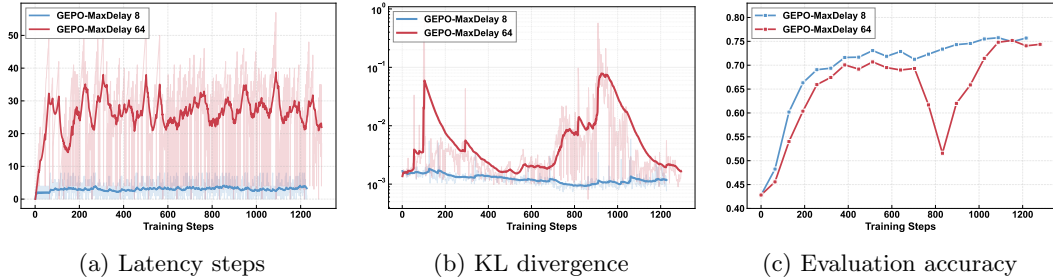 GEPO-MaxDelay 8
GEPO-MaxDelay 64
50
40
30
20
10
0
0 200 400 600 800 1000 1200
Training Steps
(a) Latency steps
GEPO-MaxDelay 8
GEPO-MaxDelay 64
10⁰
10⁻¹
10⁻²
10⁻³
0 200 400 600 800 1000 1200
Training Steps
(b) KL divergence
GEPO-MaxDelay 8
GEPO-MaxDelay 64
0.80
0.75
0.70
0.65
0.60
0.55
0.50
0.45
0.40
0 200 400 600 800 1000 1200
Training Steps
(c) Evaluation accuracy